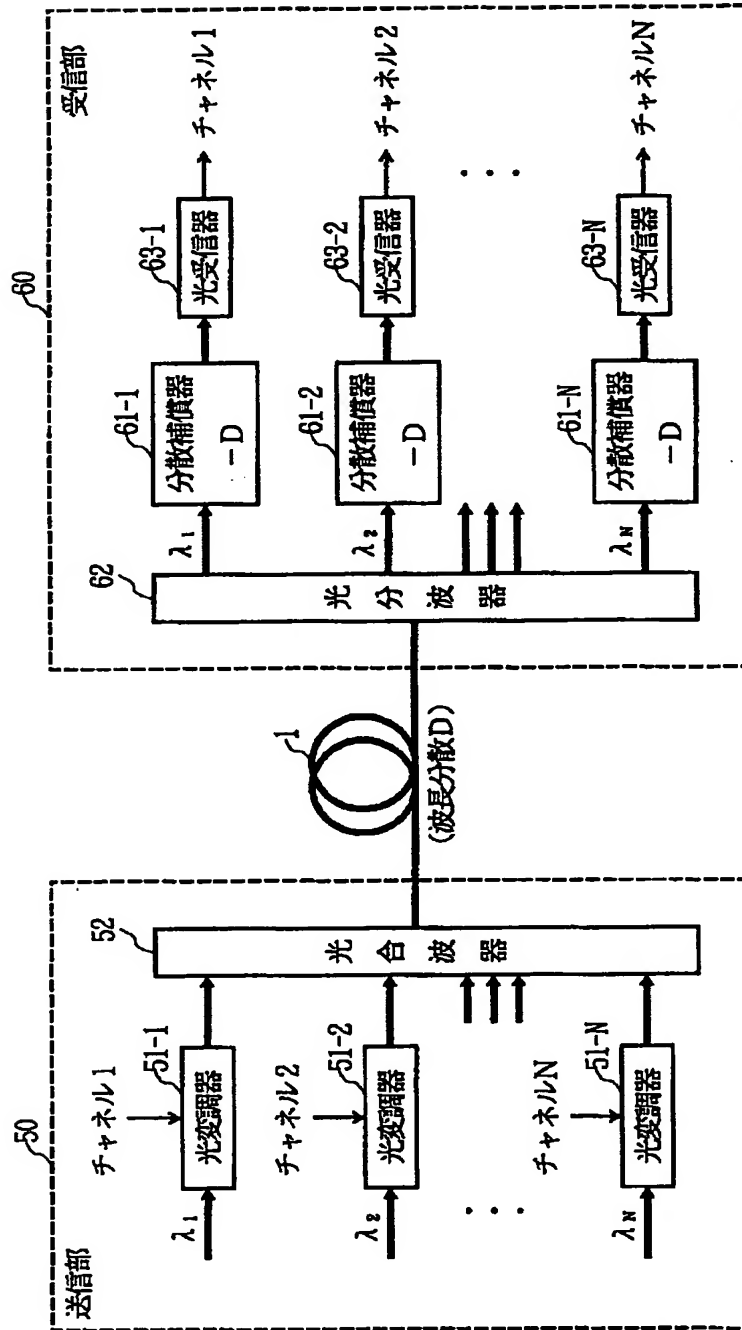 50
送信部
チャネル1
51-1
λ1
光変調器
チャネル2
51-2
λ2
光変調器
・・・
チャネルN
51-N
λN
光変調器
52
光合波器
1
(波長分散D)
60
受信部
62
光分波器
λ1
61-1
分散補償器
-D
63-1
光受信器
チャネル1
λ2
61-2
分散補償器
-D
63-2
光受信器
チャネル2
・・・
λN
61-N
分散補償器
-D
63-N
光受信器
チャネルN